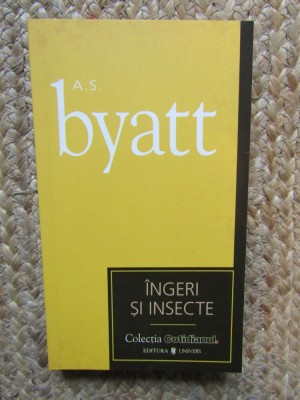 A.S.
byatt
ÎNGERI
ȘI INSECTE
Colecția Cotidianul.
EDITURA UNIVERS